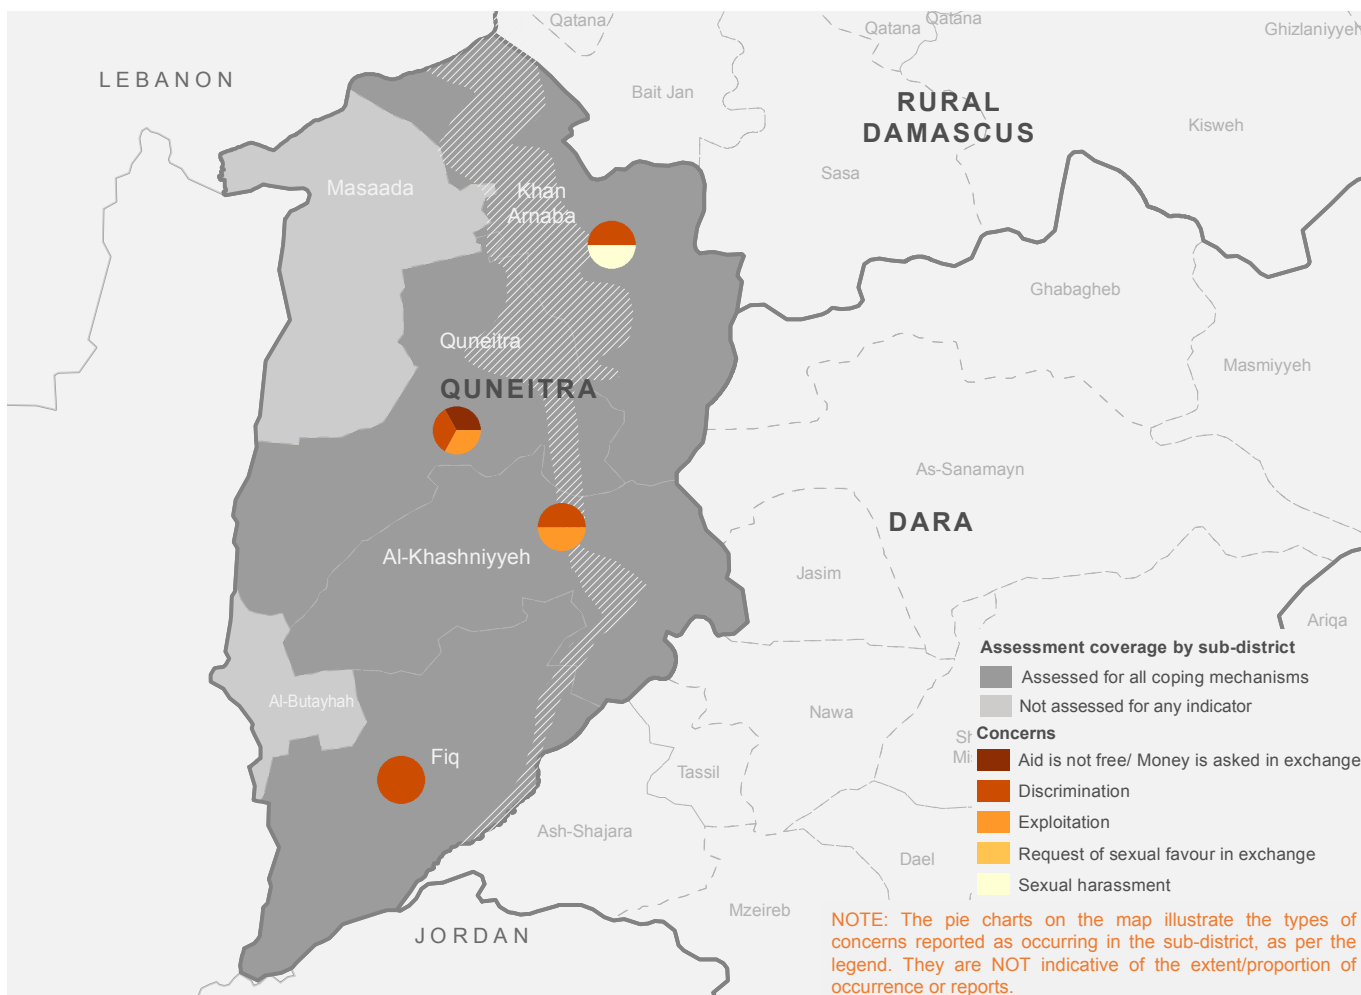 Qatana
Qatana
Qatana
Ghizlaniyyeh
LEBANON
Bait Jan
RURAL
DAMASCUS
Kisweh
Sasa
Masaada
Khan
Arnaba
Ghabagheb
Quneitra
Masmiyyeh
QUNEITRA
As-Sanamayn
DARA
Al-Khashniyyeh
Jasim
Ariqa
Assessment coverage by sub-district
Assessed for all coping mechanisms
Al-Butayhah
Not assessed for any indicator
Nawa
Concerns
Fiq
Aid is not free/ Money is asked in exchange
Tassil
Discrimination
Exploitation
Ash-Shajara
Request of sexual favour in exchange
Dael
Sexual harassment
Mzeireb
JORDAN
NOTE: The pie charts on the map illustrate the types of
concerns reported as occurring in the sub-district, as per the
legend. They are NOT indicative of the extent/proportion of
occurrence or reports.